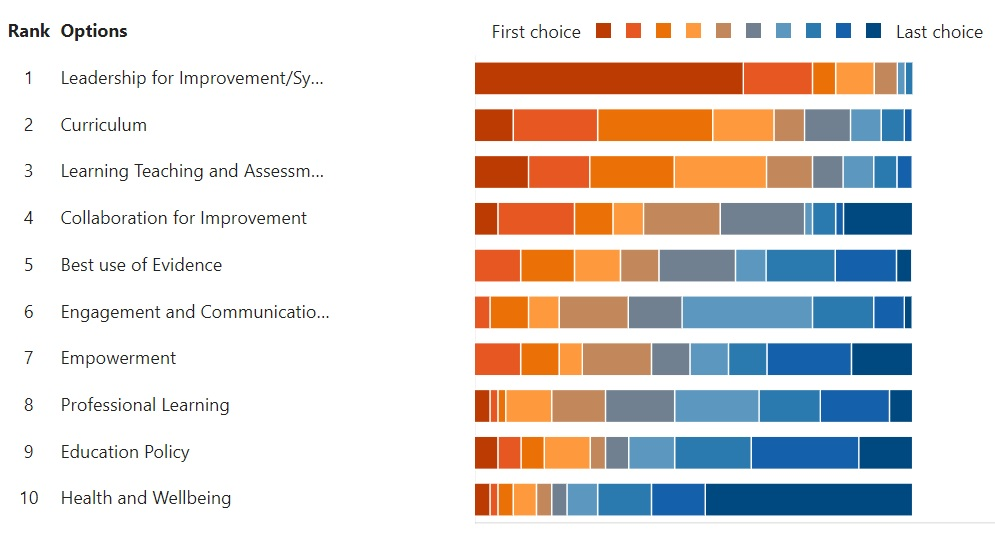 Rank Options First choice Last choice
1 Leadership for Improvement/Sy...
2 Curriculum
3 Learning Teaching and Assessm...
4 Collaboration for Improvement
5 Best use of Evidence
6 Engagement and Communicatio...
7 Empowerment
8 Professional Learning
9 Education Policy
10 Health and Wellbeing